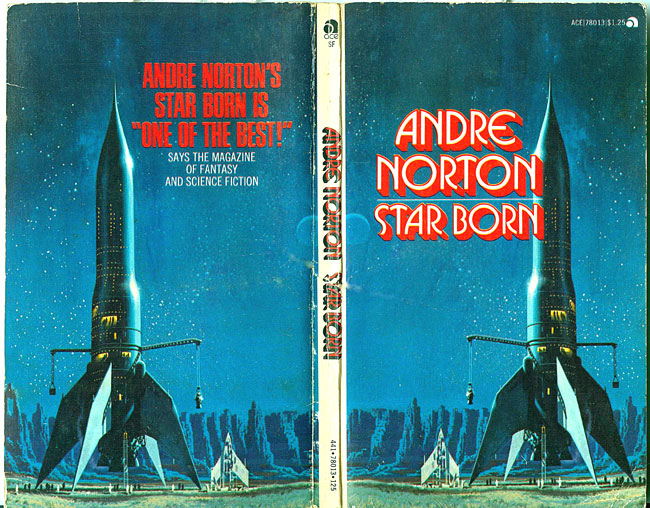 ANDRE NORTON'S
STAR BORN IS
"ONE OF THE BEST!"
SAYS THE MAGAZINE
OF FANTASY
AND SCIENCE FICTION
ace
SF
ANDRE NORTON STAR BORN
441-78013-125
ACE|78013|$1.25
ANDRE
NORTON
STAR BORN